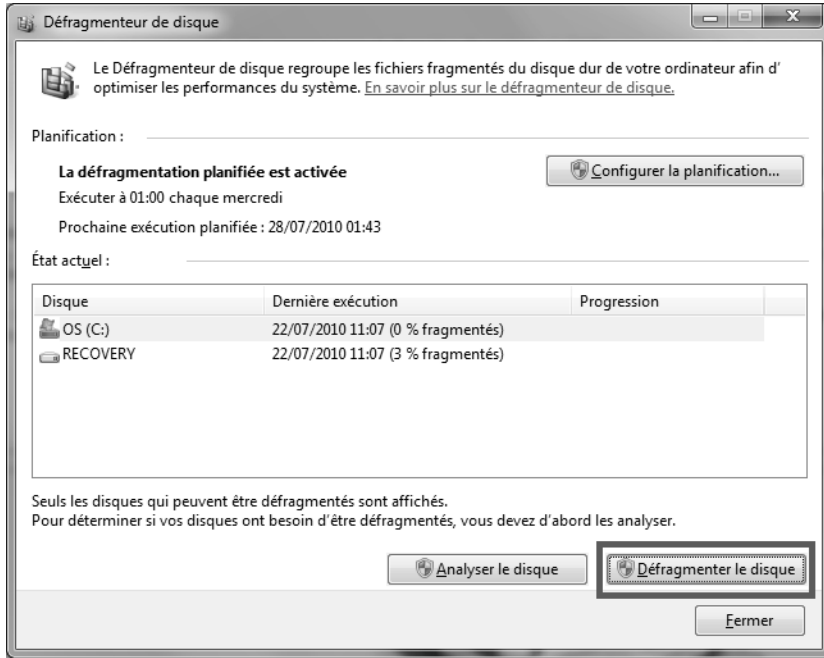 Défragmenteur de disque
Le Défragmenteur de disque regroupe les fichiers fragmentés du disque dur de votre ordinateur afin d'
optimiser les performances du système. En savoir plus sur le défragmenteur de disque.
Planification :
La défragmentation planifiée est activée
Configurer la planification...
Exécuter à 01:00 chaque mercredi
Prochaine exécution planifiée : 28/07/2010 01:43
État actuel :
Disque Dernière exécution Progression
OS (C:) 22/07/2010 11:07 (0 % fragmentés)
RECOVERY 22/07/2010 11:07 (3 % fragmentés)
Seuls les disques qui peuvent être défragmentés sont affichés.
Pour déterminer si vos disques ont besoin d'être défragmentés, vous devez d'abord les analyser.
Analyser le disque Défragmenter le disque
Fermer